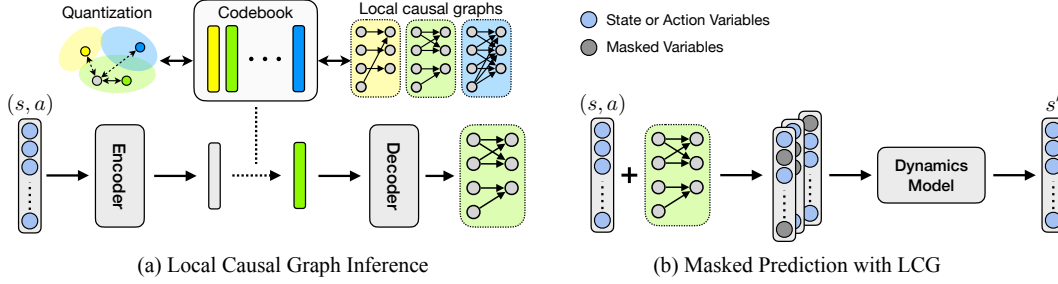 Quantization
Codebook
Local causal graphs
(s, a)
Encoder
Decoder
(a) Local Causal Graph Inference
State or Action Variables
Masked Variables
(s, a)
+
Dynamics
Model
s′
(b) Masked Prediction with LCG